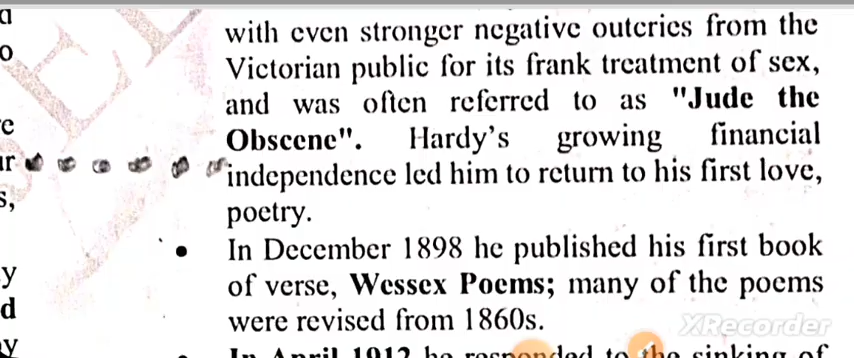 with even stronger negative outcries from the
Victorian public for its frank treatment of sex,
and was often referred to as "Jude the
Obscene". Hardy's growing financial
independence led him to return to his first love,
poetry.
• In December 1898 he published his first book
of verse, Wessex Poems; many of the poems
were revised from 1860s.
In April 1912 he responded to the sinking of
XRecorder